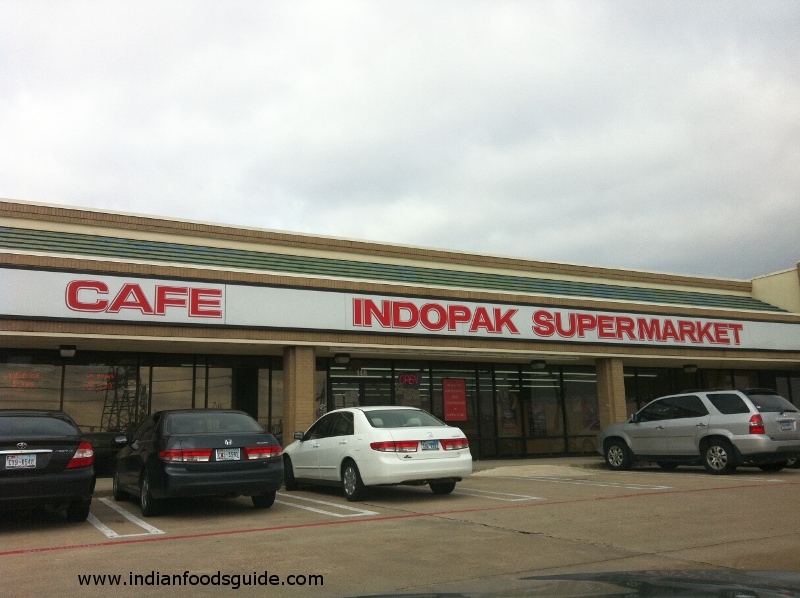 CAFE INDOPAK SUPERMARKET
OPEN
www.indianfoodsguide.com